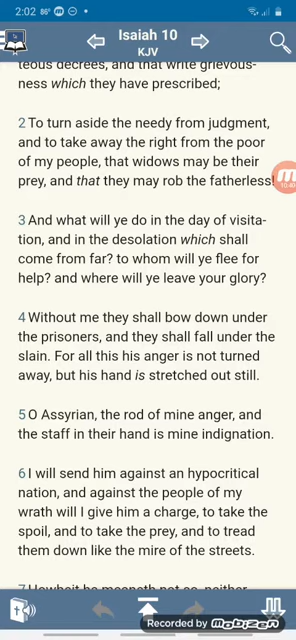 2:02 86°
Isaiah 10
KJV
teous decrees, and that write grievous-
ness which they have prescribed;
2 To turn aside the needy from judgment,
and to take away the right from the poor
of my people, that widows may be their
prey, and that they may rob the fatherless!
10:40
3 And what will ye do in the day of visita-
tion, and in the desolation which shall
come from far? to whom will ye flee for
help? and where will ye leave your glory?
4 Without me they shall bow down under
the prisoners, and they shall fall under the
slain. For all this his anger is not turned
away, but his hand is stretched out still.
5 O Assyrian, the rod of mine anger, and
the staff in their hand is mine indignation.
6 I will send him against an hypocritical
nation, and against the people of my
wrath will I give him a charge, to take the
spoil, and to take the prey, and to tread
them down like the mire of the streets.
7 Howbeit he meaneth not so, neither
Recorded by mobizen